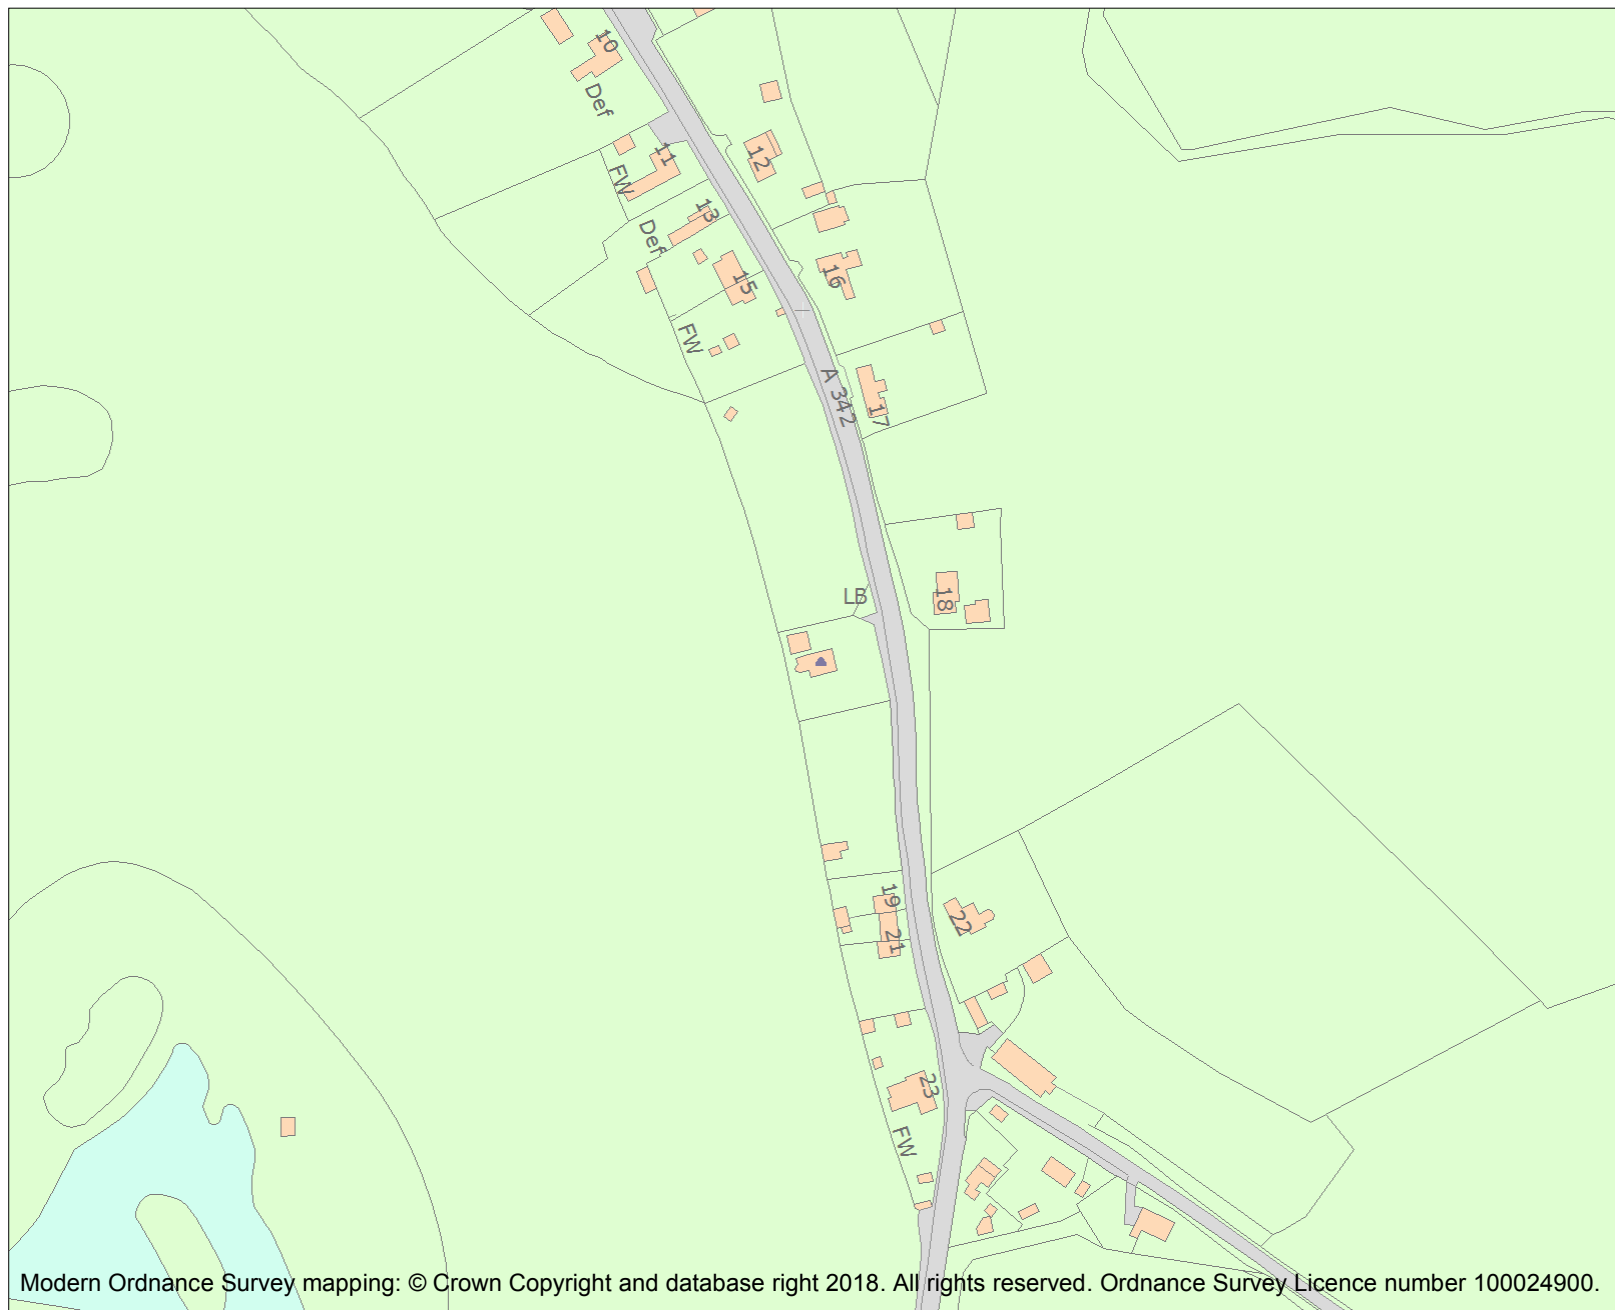 10
Def
11
12
FW
13
Def
15
16
FW
A 342
17
LB
18
19
22
21
23
FW
Modern Ordnance Survey mapping: © Crown Copyright and database right 2018. All rights reserved. Ordnance Survey Licence number 100024900.